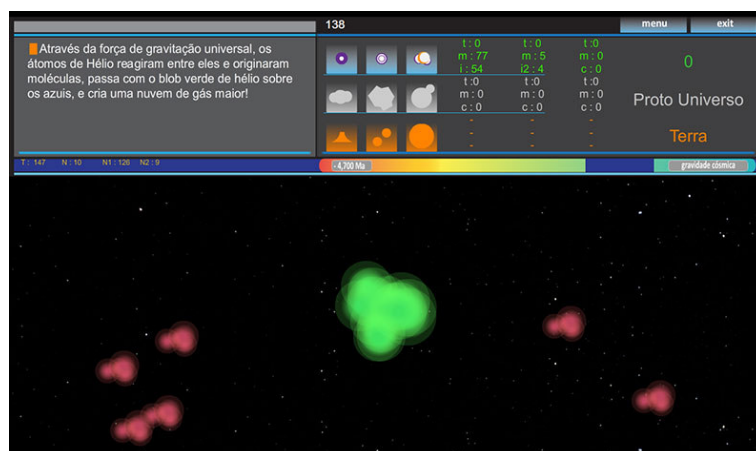 138
menu
exit
Através da força de gravitação universal, os
átomos de Hélio reagiram entre eles e originaram
moléculas, passa com o blob verde de hélio sobre
os azuis, e cria uma nuvem de gás maior!
t : 0 t : 0 t :0
m : 77 m : 5 m : 0
i : 54 i2 : 4 c : 0
0
t :0 t :0 t:0
m : 0 m : 0 m : 0
c : 0 c : 0 c : 0
Proto Universo
- - -
- - -
- - -
Terra
T : 147 N : 10 N1 : 126 N2 : 9
- 4,700 Ma
gravidade cósmica